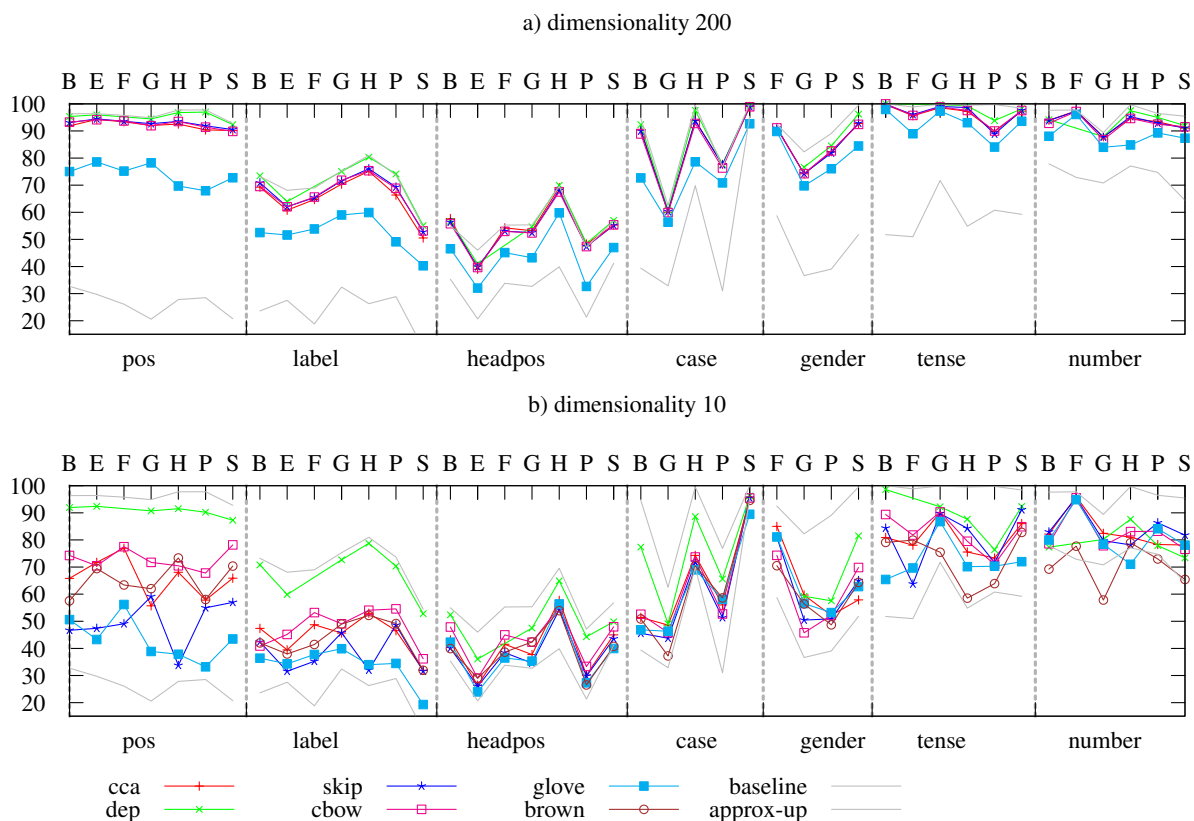 a) dimensionality 200
B E F G H P S B E F G H P S B E F G H P S B G H P S F G P S B F G H P S B F G H P S
100
90
80
70
60
50
40
30
20
pos label headpos case gender tense number
b) dimensionality 10
B E F G H P S B E F G H P S B E F G H P S B G H P S F G P S B F G H P S B F G H P S
100
90
80
70
60
50
40
30
20
pos label headpos case gender tense number
cca skip glove baseline
dep cbow brown approx-up